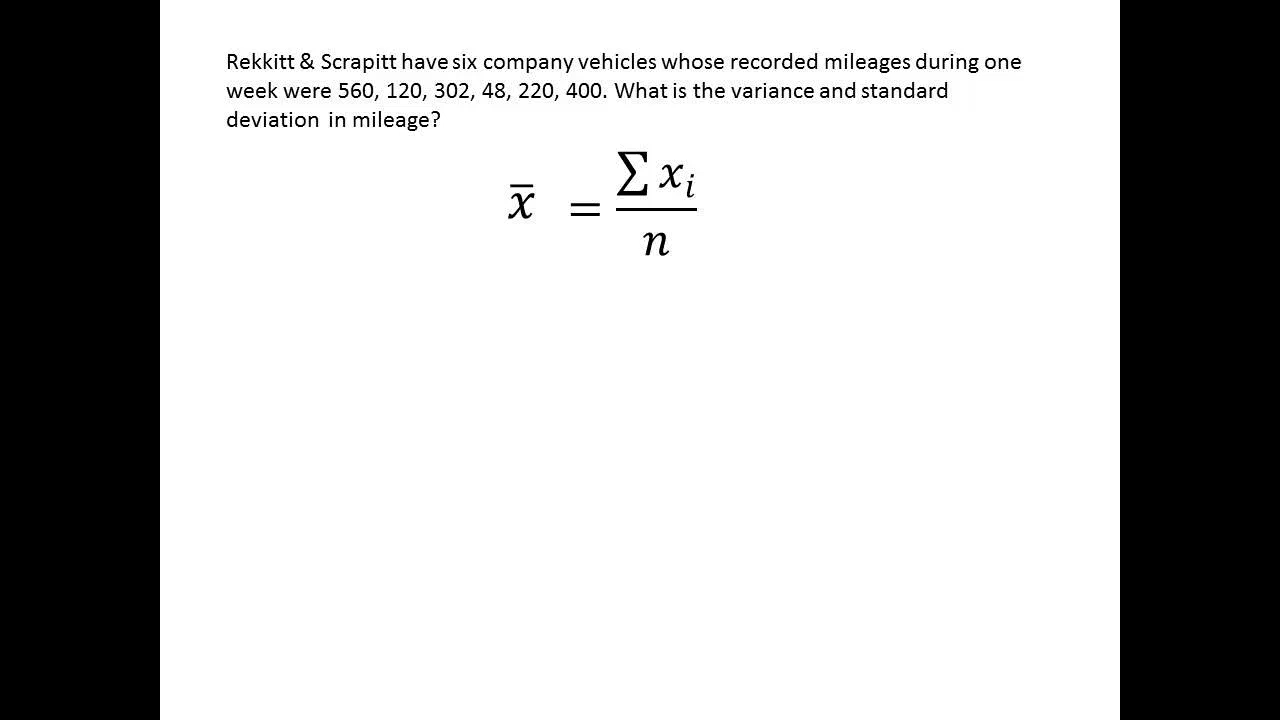 Rekkitt & Scrapitt have six company vehicles whose recorded mileages during one
week were 560, 120, 302, 48, 220, 400. What is the variance and standard
deviation in mileage?
x̄ = ∑ xᵢ / n